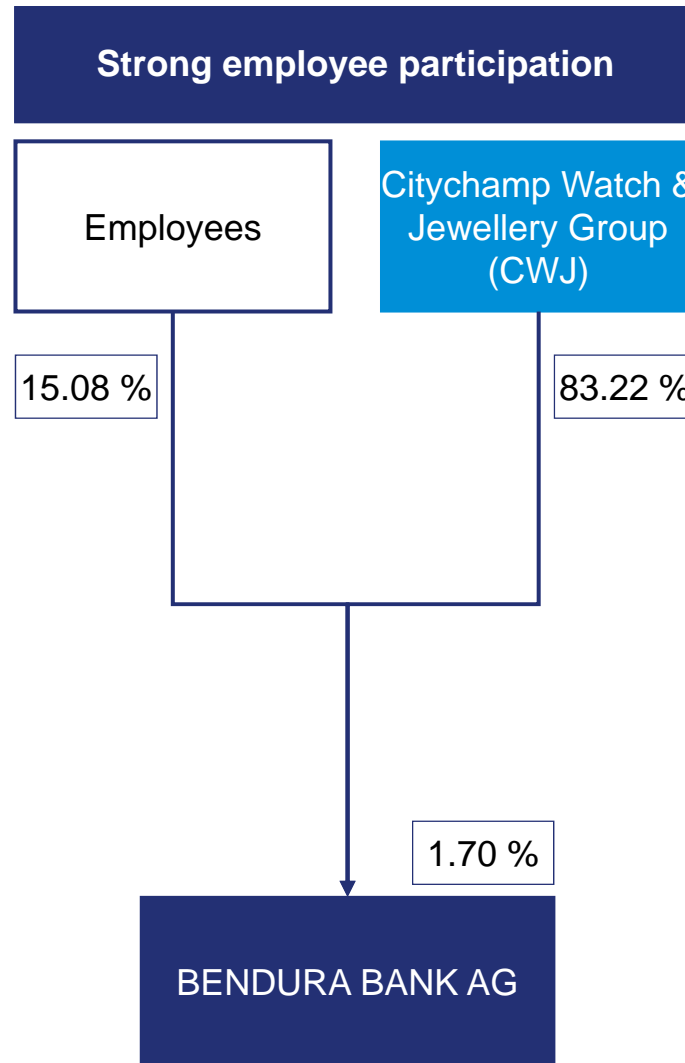 Strong employee participation
Employees
Citychamp Watch &
Jewellery Group
(CWJ)
15.08 %
83.22 %
1.70 %
BENDURA BANK AG